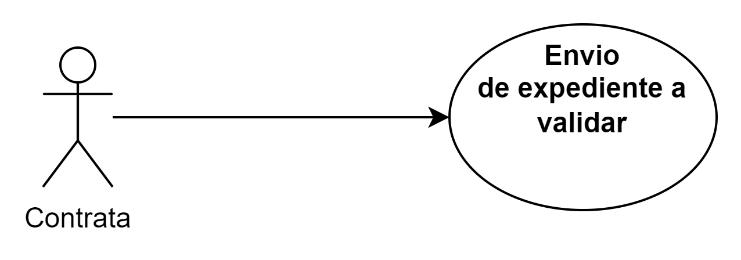 Envio
de expediente a
validar
Contrata